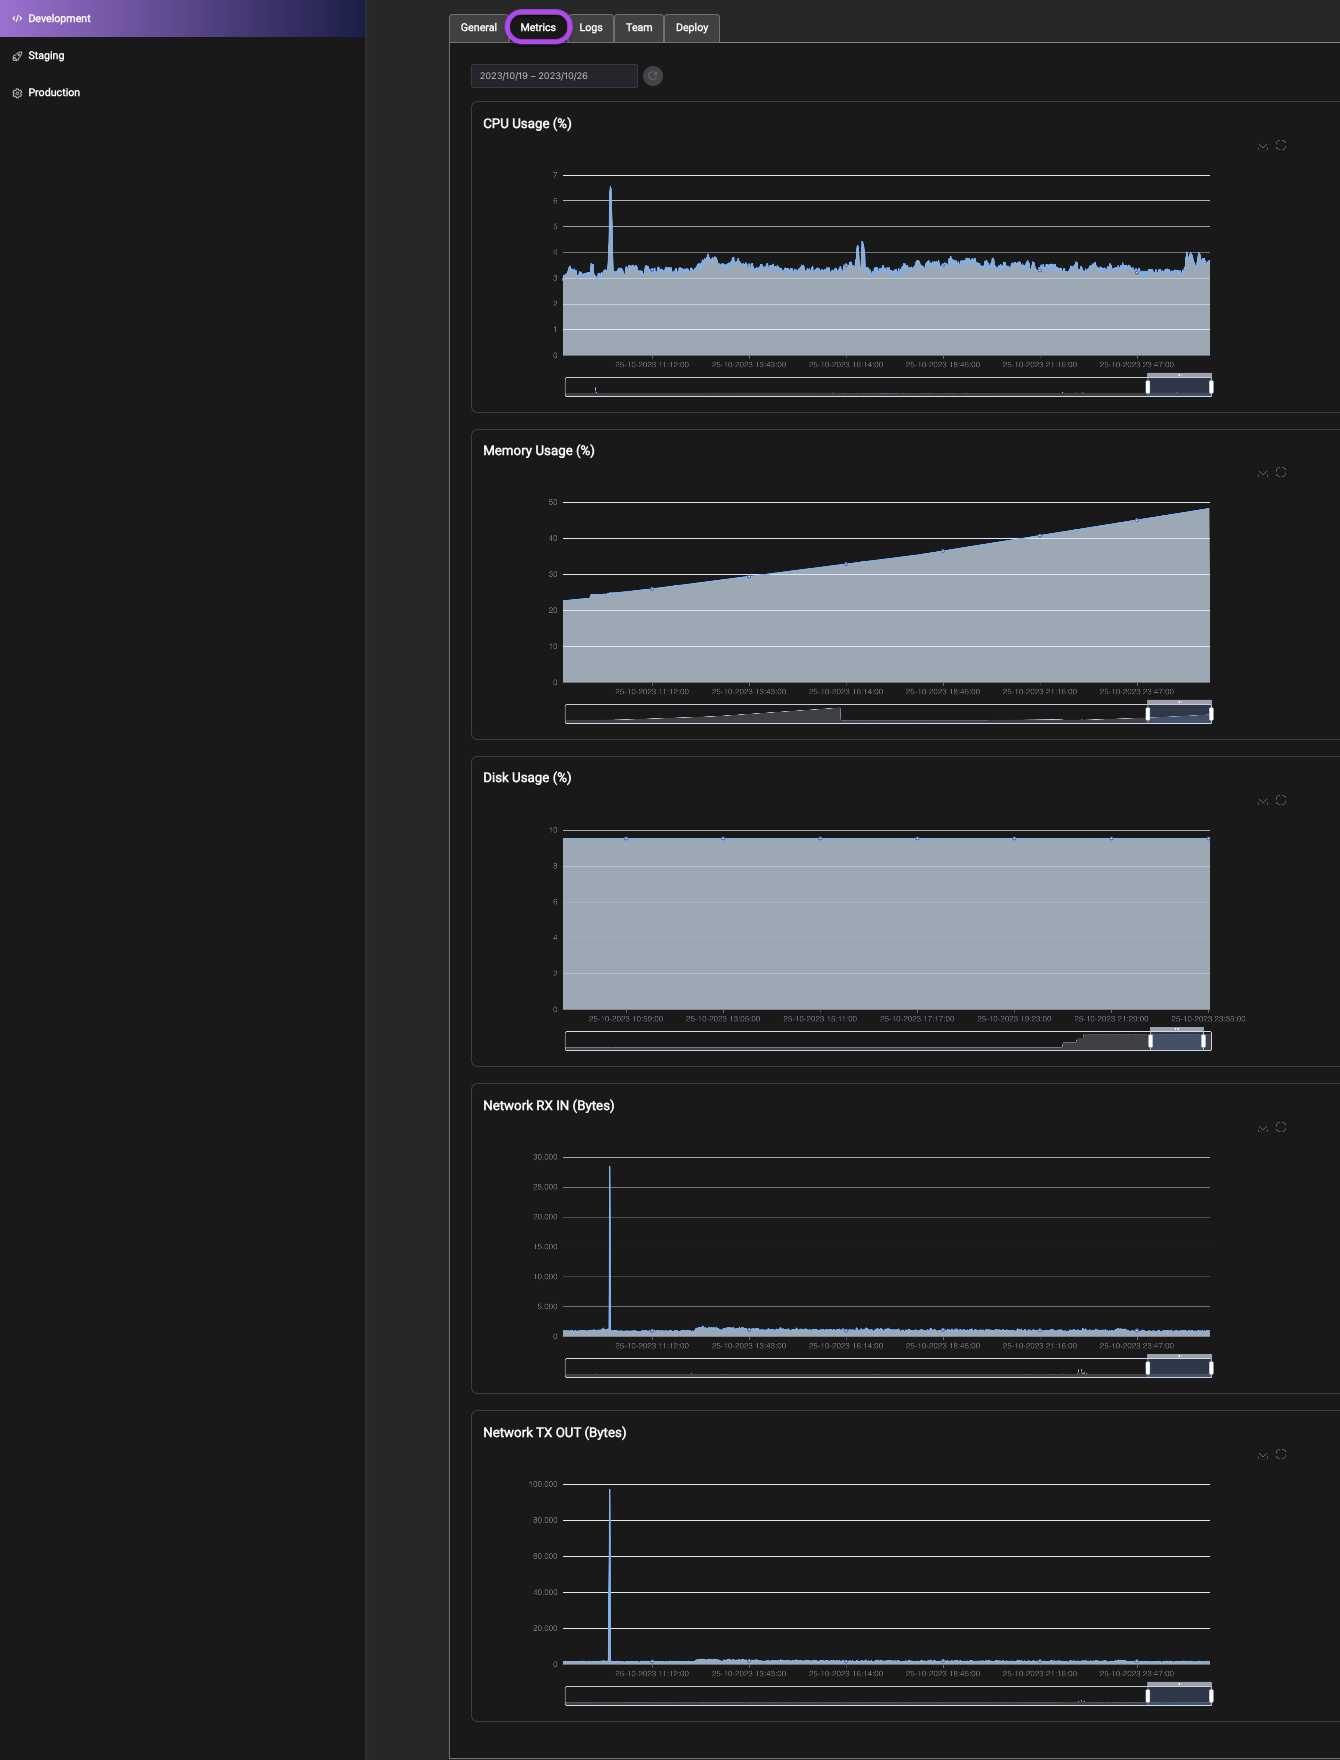 Development
Staging
Production
General Metrics Logs Team Deploy
2023/10/19 – 2023/10/26
CPU Usage (%)
7
6
5
4
3
2
1
0
25-10-2023 11:12:00 25-10-2023 13:43:00 25-10-2023 16:14:00 25-10-2023 18:45:00 25-10-2023 21:16:00 25-10-2023 23:47:00
Memory Usage (%)
50
40
30
20
10
0
25-10-2023 11:12:00 25-10-2023 13:43:00 25-10-2023 16:14:00 25-10-2023 18:45:00 25-10-2023 21:16:00 25-10-2023 23:47:00
Disk Usage (%)
10
8
6
4
2
0
25-10-2023 10:59:00 25-10-2023 13:05:00 25-10-2023 15:11:00 25-10-2023 17:17:00 25-10-2023 19:23:00 25-10-2023 21:29:00 25-10-2023 23:35:00
Network RX IN (Bytes)
30.000
25.000
20.000
15.000
10.000
5.000
0
25-10-2023 11:12:00 25-10-2023 13:43:00 25-10-2023 16:14:00 25-10-2023 18:45:00 25-10-2023 21:16:00 25-10-2023 23:47:00
Network TX OUT (Bytes)
100.000
80.000
60.000
40.000
20.000
0
25-10-2023 11:12:00 25-10-2023 13:43:00 25-10-2023 16:14:00 25-10-2023 18:45:00 25-10-2023 21:16:00 25-10-2023 23:47:00